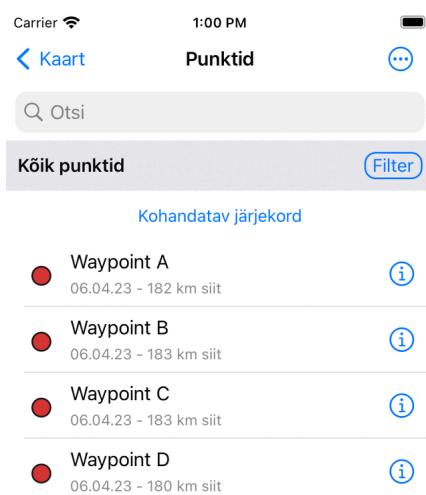 Carrier 1:00 PM
Kaart Punktid
Otsi
Kõik punktid Filter
Kohandatav järjekord
Waypoint A
06.04.23 - 182 km siit
Waypoint B
06.04.23 - 183 km siit
Waypoint C
06.04.23 - 183 km siit
Waypoint D
06.04.23 - 180 km siit